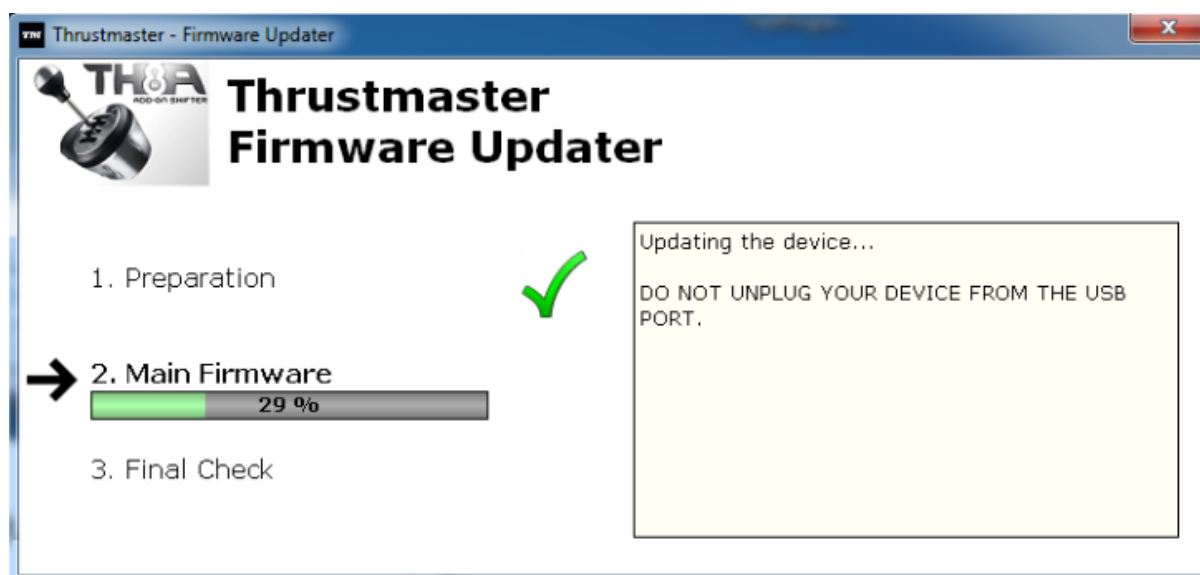 Thrustmaster - Firmware Updater
TH8A
ADD-ON SHIFTER
Thrustmaster
Firmware Updater
1. Preparation
2. Main Firmware
29 %
3. Final Check
Updating the device...
DO NOT UNPLUG YOUR DEVICE FROM THE USB
PORT.